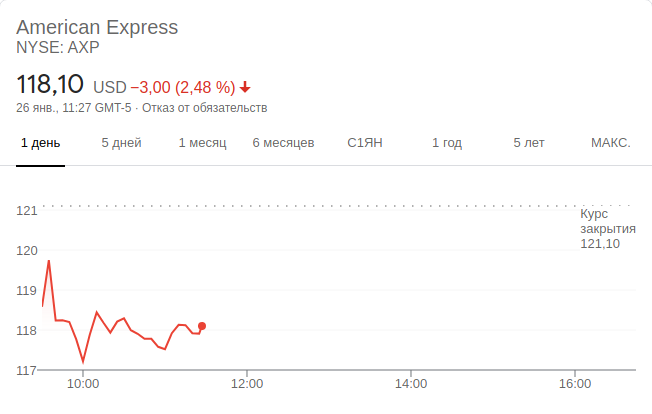 American Express
NYSE: AXP
118,10 USD −3,00 (2,48 %)
26 янв., 11:27 GMT-5 · Отказ от обязательств
1 день 5 дней 1 месяц 6 месяцев С1ЯН 1 год 5 лет МАКС.
121
Курс
закрытия
121,10
120
119
118
117
10:00 12:00 14:00 16:00